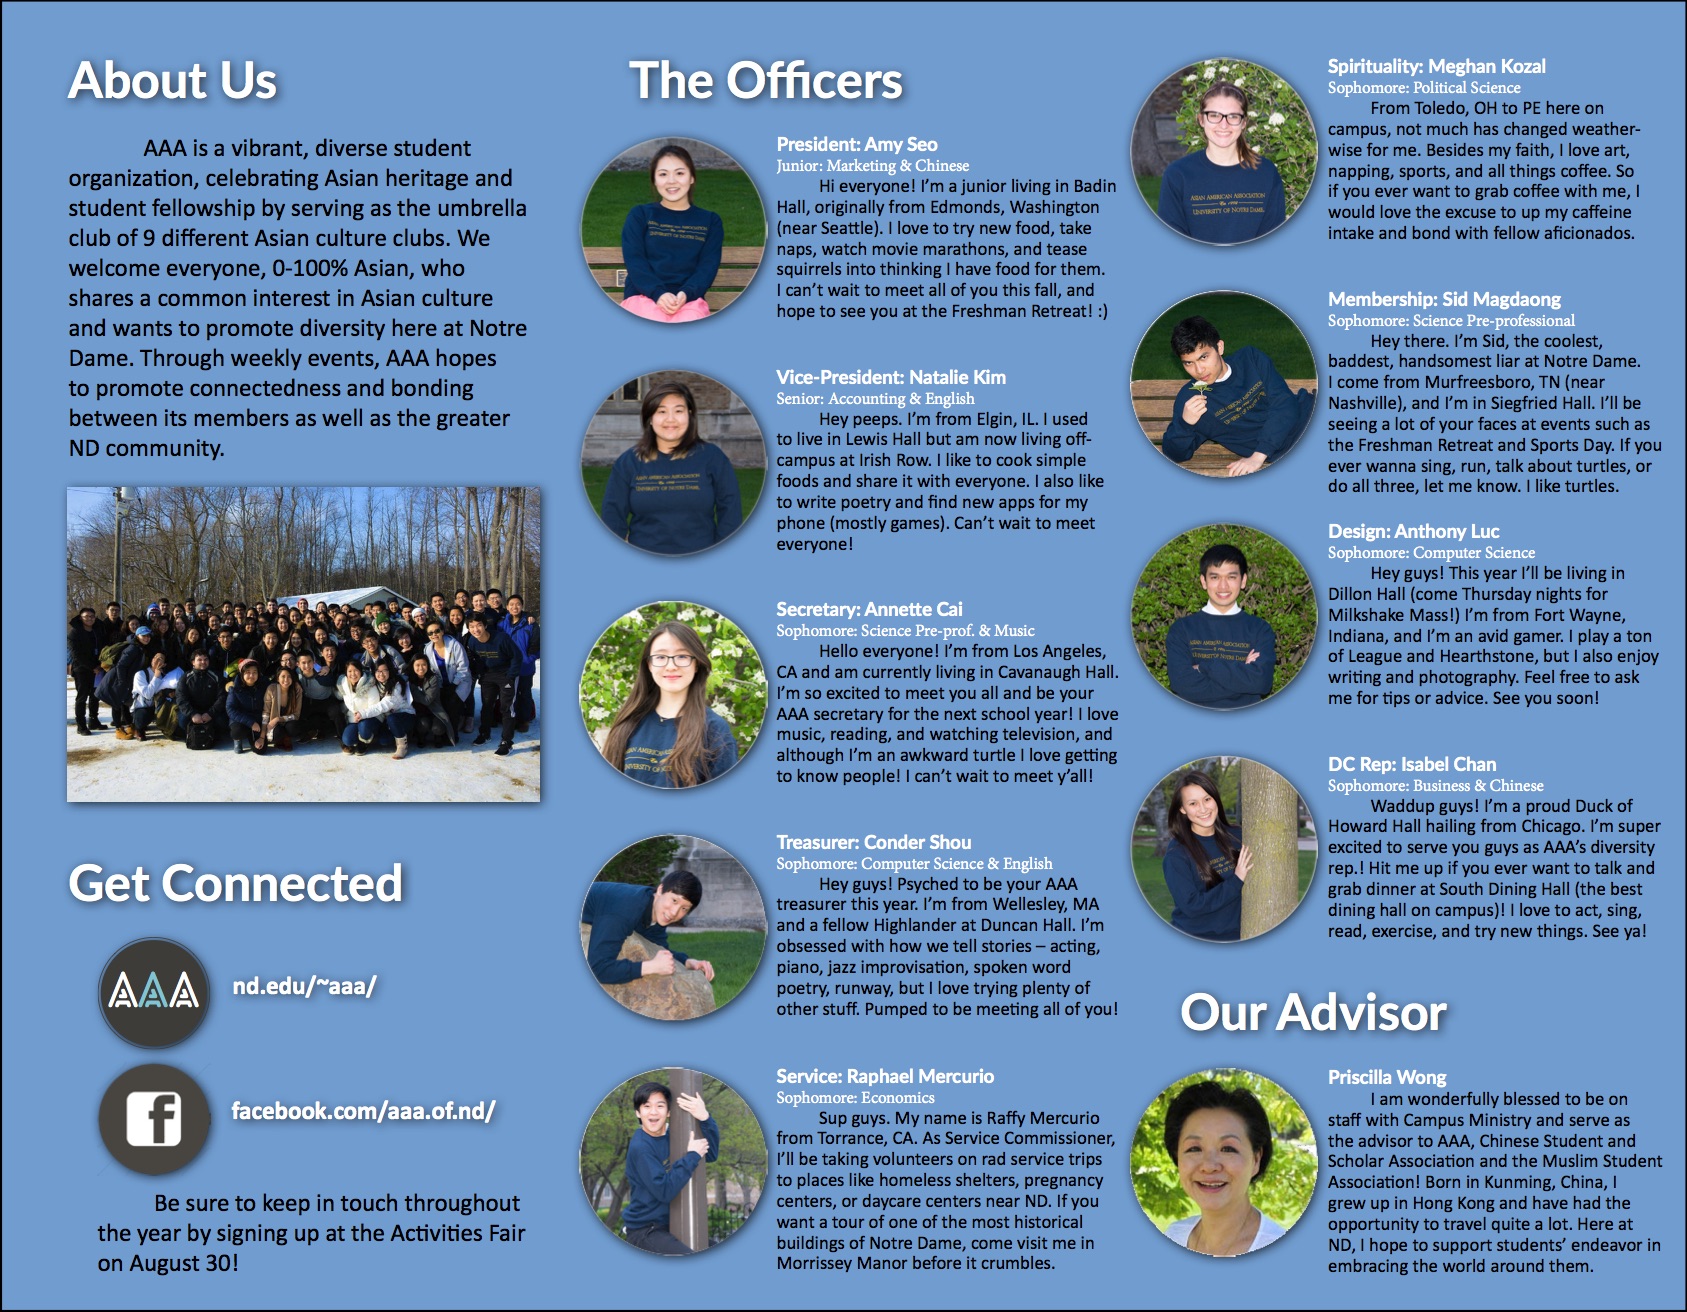 About Us
AAA is a vibrant, diverse student
organization, celebrating Asian heritage and
student fellowship by serving as the umbrella
club of 9 different Asian culture clubs. We
welcome everyone, 0-100% Asian, who
shares a common interest in Asian culture
and wants to promote diversity here at Notre
Dame. Through weekly events, AAA hopes
to promote connectedness and bonding
between its members as well as the greater
ND community.
Get Connected
AAA
nd.edu/~aaa/
f
facebook.com/aaa.of.nd/
Be sure to keep in touch throughout
the year by signing up at the Activities Fair
on August 30!
The Officers
President: Amy Seo
Junior: Marketing & Chinese
Hi everyone! I'm a junior living in Badin
Hall, originally from Edmonds, Washington
(near Seattle). I love to try new food, take
naps, watch movie marathons, and tease
squirrels into thinking I have food for them.
I can't wait to meet all of you this fall, and
hope to see you at the Freshman Retreat! :)
Vice-President: Natalie Kim
Senior: Accounting & English
Hey peeps. I'm from Elgin, IL. I used
to live in Lewis Hall but am now living off-
campus at Irish Row. I like to cook simple
foods and share it with everyone. I also like
to write poetry and find new apps for my
phone (mostly games). Can't wait to meet
everyone!
Secretary: Annette Cai
Sophomore: Science Pre-prof. & Music
Hello everyone! I'm from Los Angeles,
CA and am currently living in Cavanaugh Hall.
I'm so excited to meet you all and be your
AAA secretary for the next school year! I love
music, reading, and watching television, and
although I'm an awkward turtle I love getting
to know people! I can't wait to meet y'all!
Treasurer: Conder Shou
Sophomore: Computer Science & English
Hey guys! Psyched to be your AAA
treasurer this year. I'm from Wellesley, MA
and a fellow Highlander at Duncan Hall. I'm
obsessed with how we tell stories – acting,
piano, jazz improvisation, spoken word
poetry, runway, but I love trying plenty of
other stuff. Pumped to be meeting all of you!
Service: Raphael Mercurio
Sophomore: Economics
Sup guys. My name is Raffy Mercurio
from Torrance, CA. As Service Commissioner,
I'll be taking volunteers on rad service trips
to places like homeless shelters, pregnancy
centers, or daycare centers near ND. If you
want a tour of one of the most historical
buildings of Notre Dame, come visit me in
Morrissey Manor before it crumbles.
Spirituality: Meghan Kozal
Sophomore: Political Science
From Toledo, OH to PE here on
campus, not much has changed weather-
wise for me. Besides my faith, I love art,
napping, sports, and all things coffee. So
if you ever want to grab coffee with me, I
would love the excuse to up my caffeine
intake and bond with fellow aficionados.
ASIAN AMERICAN ASSOCIATION
UNIVERSITY OF NOTRE DAME
Membership: Sid Magdaong
Sophomore: Science Pre-professional
Hey there. I'm Sid, the coolest,
baddest, handsomest liar at Notre Dame.
I come from Murfreesboro, TN (near
Nashville), and I'm in Siegfried Hall. I'll be
seeing a lot of your faces at events such as
the Freshman Retreat and Sports Day. If you
ever wanna sing, run, talk about turtles, or
do all three, let me know. I like turtles.
Design: Anthony Luc
Sophomore: Computer Science
Hey guys! This year I'll be living in
Dillon Hall (come Thursday nights for
Milkshake Mass!) I'm from Fort Wayne,
Indiana, and I'm an avid gamer. I play a ton
of League and Hearthstone, but I also enjoy
writing and photography. Feel free to ask
me for tips or advice. See you soon!
DC Rep: Isabel Chan
Sophomore: Business & Chinese
Waddup guys! I'm a proud Duck of
Howard Hall hailing from Chicago. I'm super
excited to serve you guys as AAA's diversity
rep.! Hit me up if you ever want to talk and
grab dinner at South Dining Hall (the best
dining hall on campus)! I love to act, sing,
read, exercise, and try new things. See ya!
Our Advisor
Priscilla Wong
I am wonderfully blessed to be on
staff with Campus Ministry and serve as
the advisor to AAA, Chinese Student and
Scholar Association and the Muslim Student
Association! Born in Kunming, China, I
grew up in Hong Kong and have had the
opportunity to travel quite a lot. Here at
ND, I hope to support students' endeavor in
embracing the world around them.